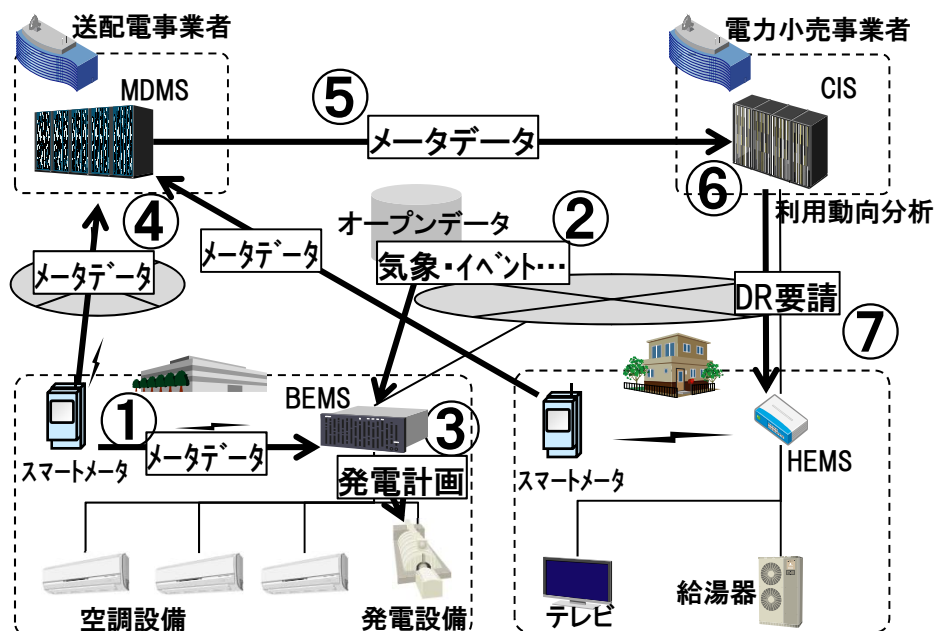 送配電事業者
電力小売事業者
MDMS
CIS
⑤
メータデータ
⑥
利用動向分析
④
メータデータ
オープンデータ
②
メータデータ
気象・イベント…
DR要請
⑦
BEMS
①
③
スマートメータ
メータデータ
発電計画
スマートメータ
HEMS
空調設備
発電設備
テレビ
給湯器